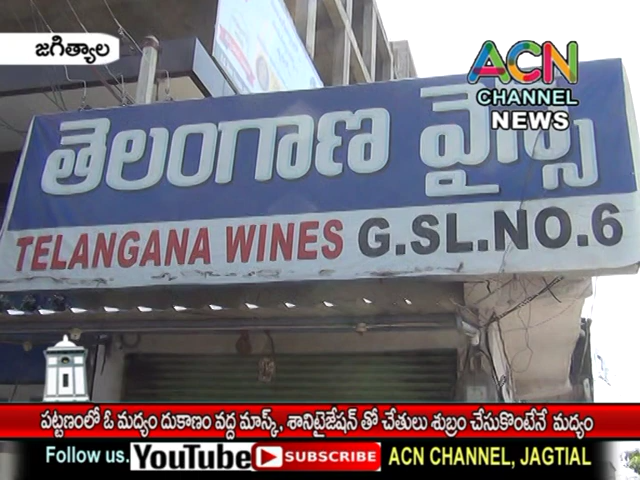 జగిత్యాల
ACN
CHANNEL
NEWS
తెలంగాణ వైన్స్
TELANGANA WINES G.SL.NO.6
పట్టణంలో ఓ మద్యం దుకాణం వద్ద మాస్క్, శానిటైజేషన్ తో చేతులు శుభ్రం చేసుకొంటేనే మద్యం
Follow us. YouTube SUBSCRIBE ACN CHANNEL, JAGTIAL